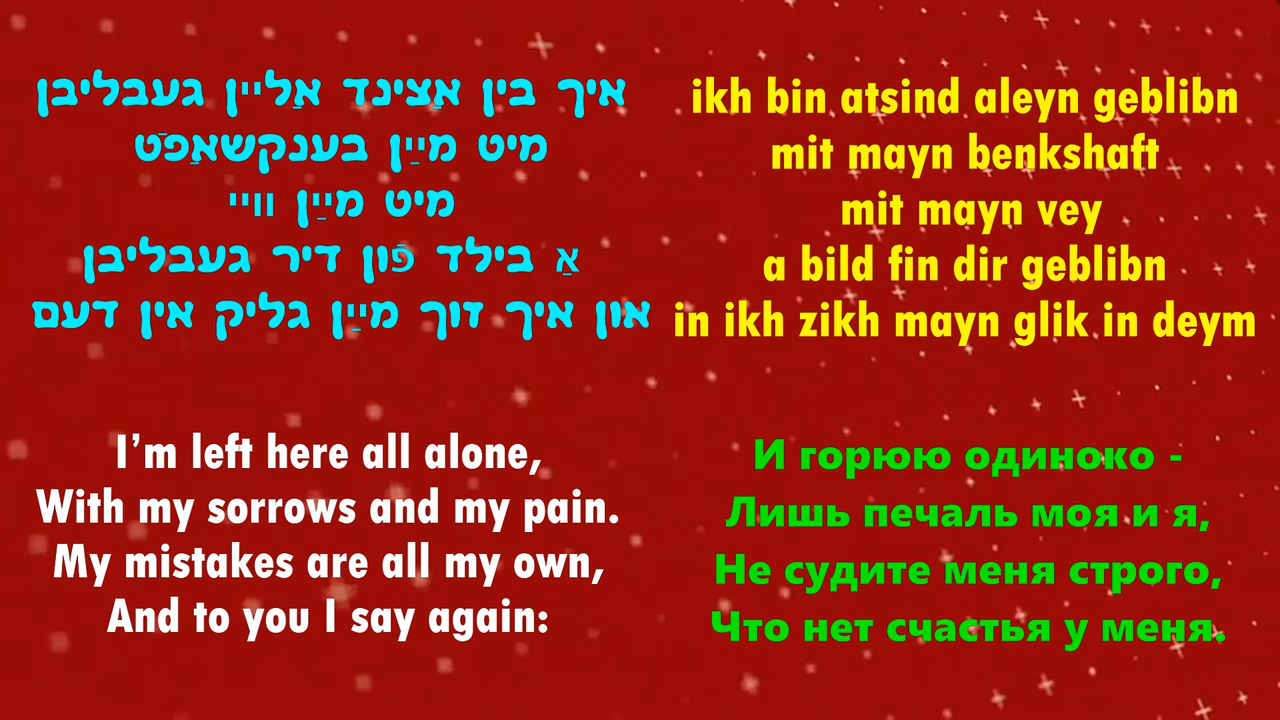 איך בין אַצינד אַליין געבליבן
מיט מײַן בענקשאַפֿט
מיט מײַן וויי
אַ בילד פֿון דיר געבליבן
און איך זוך מײַן גליק אין דעם
ikh bin atsind aleyn geblibn
mit mayn benkshaft
mit mayn vey
a bild fin dir geblibn
in ikh zikh mayn glik in deym
I’m left here all alone,
With my sorrows and my pain.
My mistakes are all my own,
And to you I say again:
И горюю одиноко -
Лишь печаль моя и я,
Не судите меня строго,
Что нет счастья у меня.